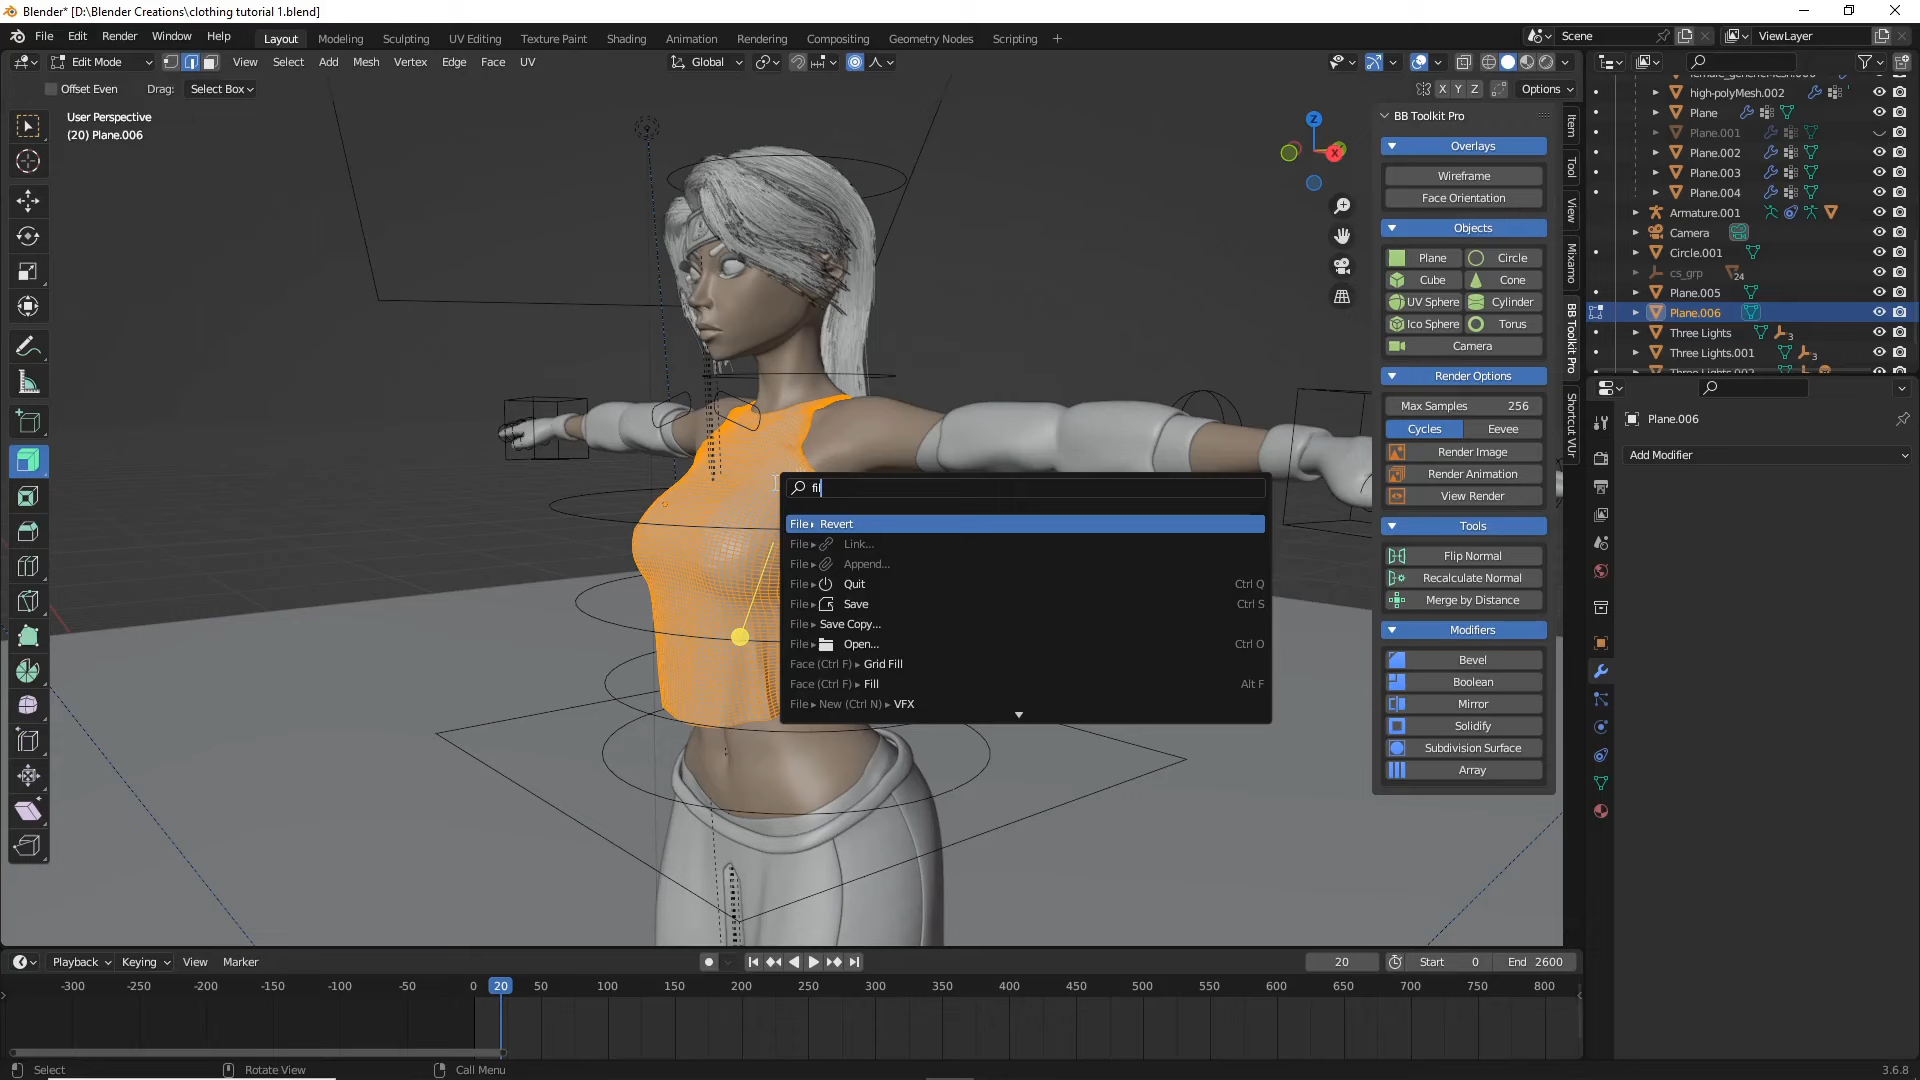 Blender* [D:\Blender Creations\clothing tutorial 1.blend]
File Edit Render Window Help
Layout Modeling Sculpting UV Editing Texture Paint Shading Animation Rendering Compositing Geometry Nodes Scripting +
Scene
ViewLayer
Edit Mode
View Select Add Mesh Vertex Edge Face UV
Global
Offset Even
Drag: Select Box
X Y Z
Options
User Perspective
(20) Plane.006
Z
X
fil
File Revert
File Link...
File Append...
File Quit Ctrl Q
File Save Ctrl S
File Save Copy...
File Open... Ctrl O
Face (Ctrl F) Grid Fill
Face (Ctrl F) Fill Alt F
File New (Ctrl N) VFX
BB Toolkit Pro
Overlays
Wireframe
Face Orientation
Objects
Plane Circle
Cube Cone
UV Sphere Cylinder
Ico Sphere Torus
Camera
Render Options
Max Samples 256
Cycles Eevee
Render Image
Render Animation
View Render
Tools
Flip Normal
Recalculate Normal
Merge by Distance
Modifiers
Bevel
Boolean
Mirror
Solidify
Subdivision Surface
Array
Item
Tool
View
Mixamo
BB Toolkit Pro
Shortcut VUr
high-polyMesh.002
Plane
Plane.001
Plane.002
Plane.003
Plane.004
Armature.001
Camera
Circle.001
cs_grp 24
Plane.005
Plane.006
Three Lights 3
Three Lights.001 3
Plane.006
Add Modifier
Playback Keying View Marker
20
Start 0
End 2600
-300 -250 -200 -150 -100 -50 0 20 50 100 150 200 250 300 350 400 450 500 550 600 650 700 750 800
Select
Rotate View
Call Menu
3.6.8